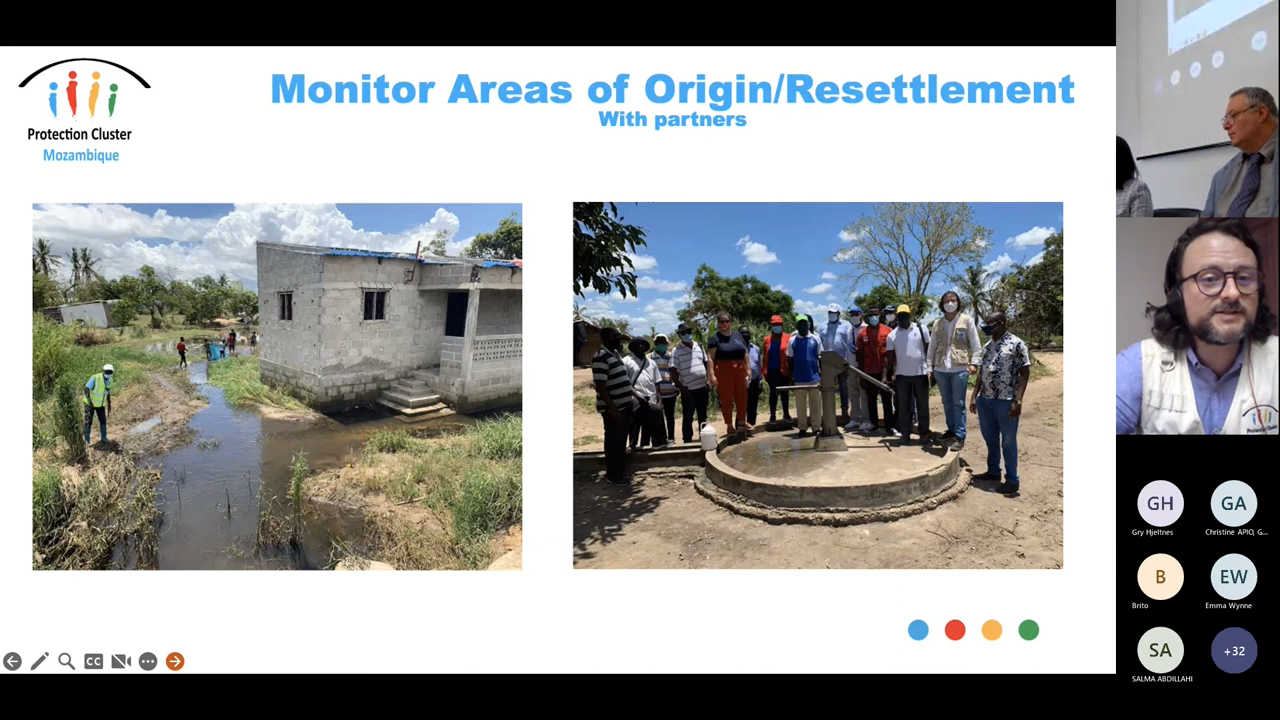 Monitor Areas of Origin/Resettlement
With partners
Protection Cluster
Mozambique
CC
GH
GA
Gry Hjeltnes
Christine APIO, G...
B
EW
Brito
Emma Wynne
SA
+32
SALMA ABDILLAHI